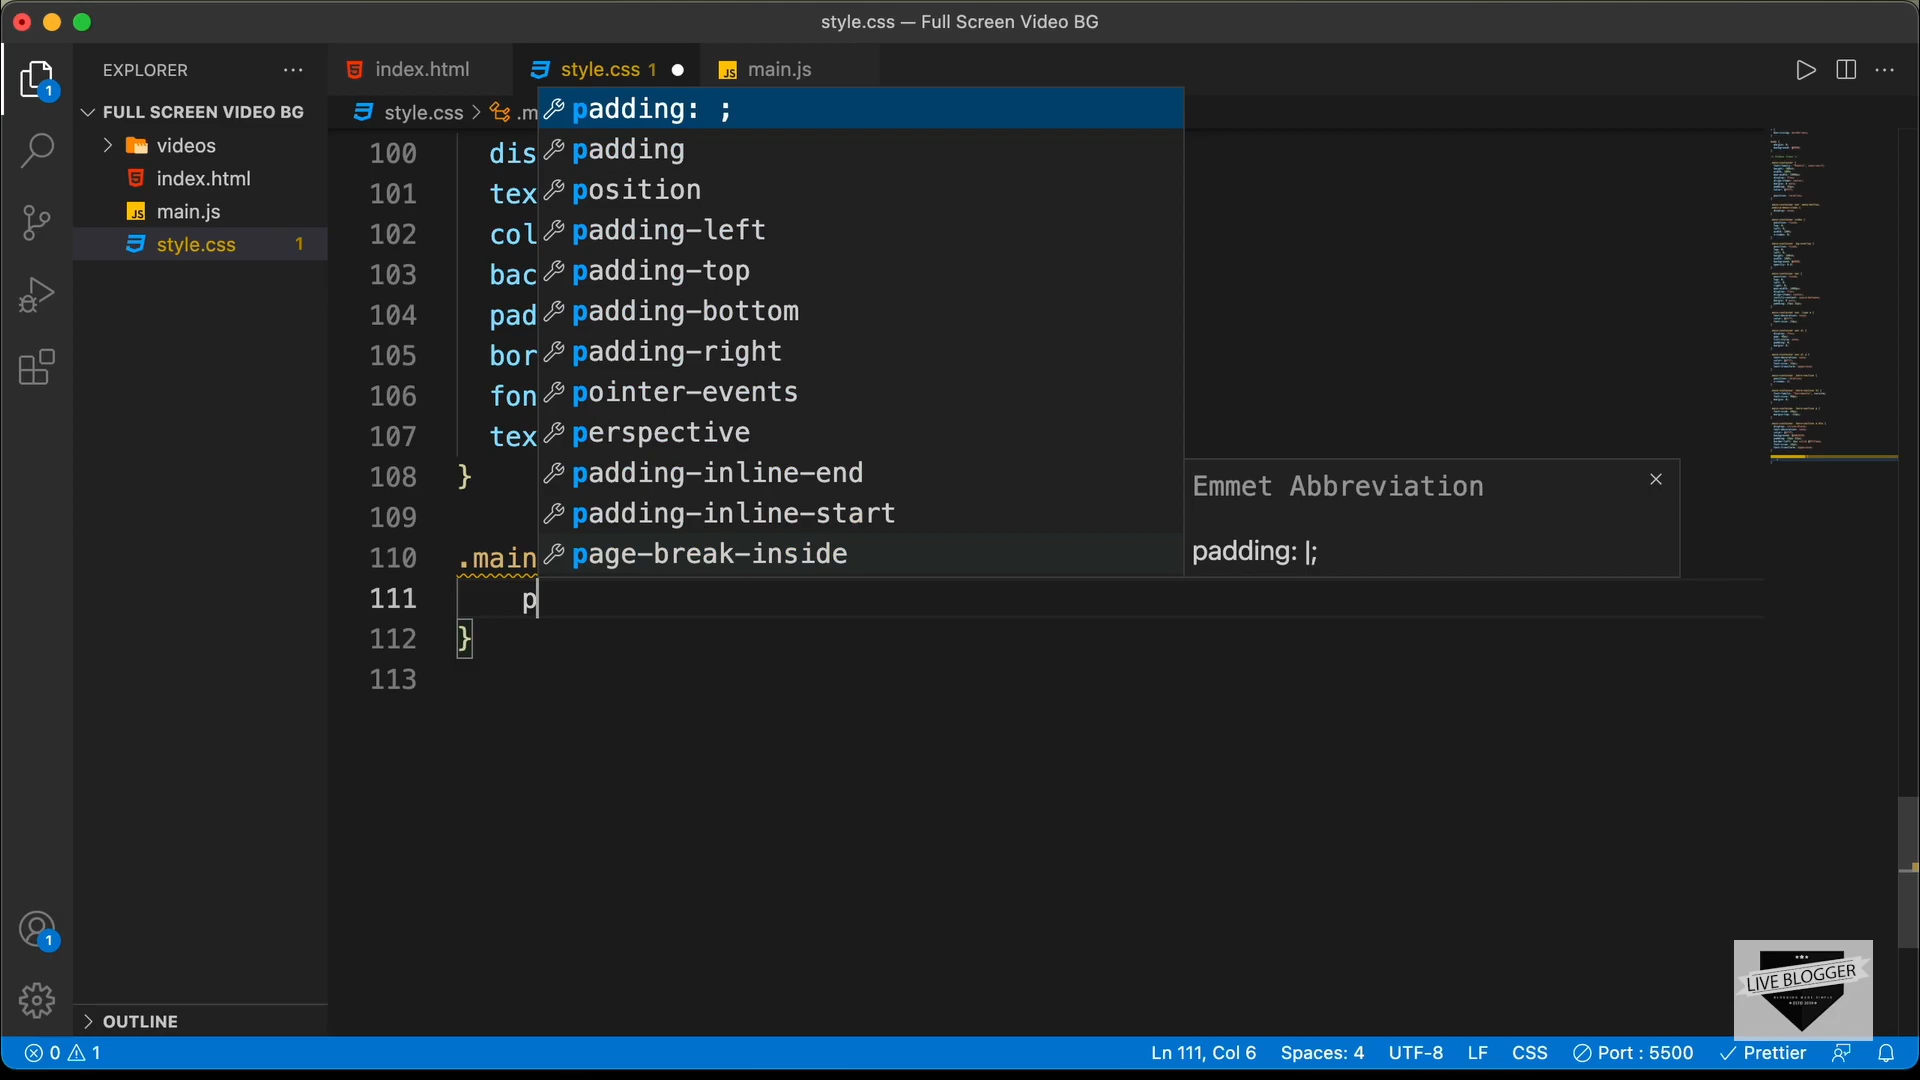 style.css — Full Screen Video BG
EXPLORER
index.html
style.css 1
main.js
FULL SCREEN VIDEO BG
videos
index.html
main.js
style.css 1
style.css > .m
padding: ;
padding
position
padding-left
padding-top
padding-bottom
padding-right
pointer-events
perspective
padding-inline-end
padding-inline-start
page-break-inside
100 dis
101 tex
102 col
103 bac
104 pad
105 bor
106 fon
107 tex
108 }
109
110 .main
111 p
112 }
113
Emmet Abbreviation
padding: |;
1
1
OUTLINE
LIVE BLOGGER
0 1
Ln 111, Col 6
Spaces: 4
UTF-8
LF
CSS
Port : 5500
Prettier